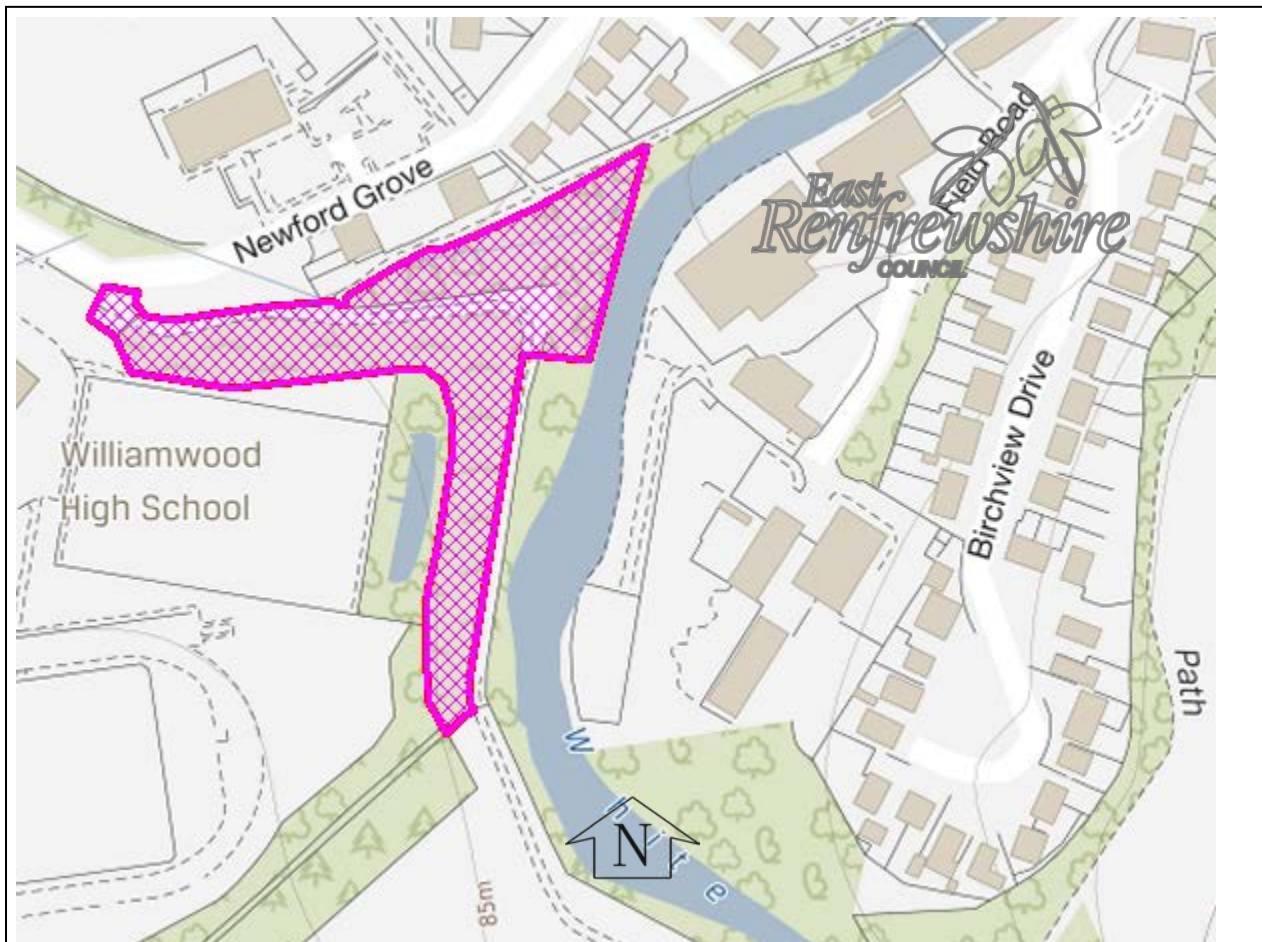 Newford Grove
Field Road
East
Renfrewshire
COUNCIL
Williamwood
High School
Birchview Drive
Path
White
N
85m